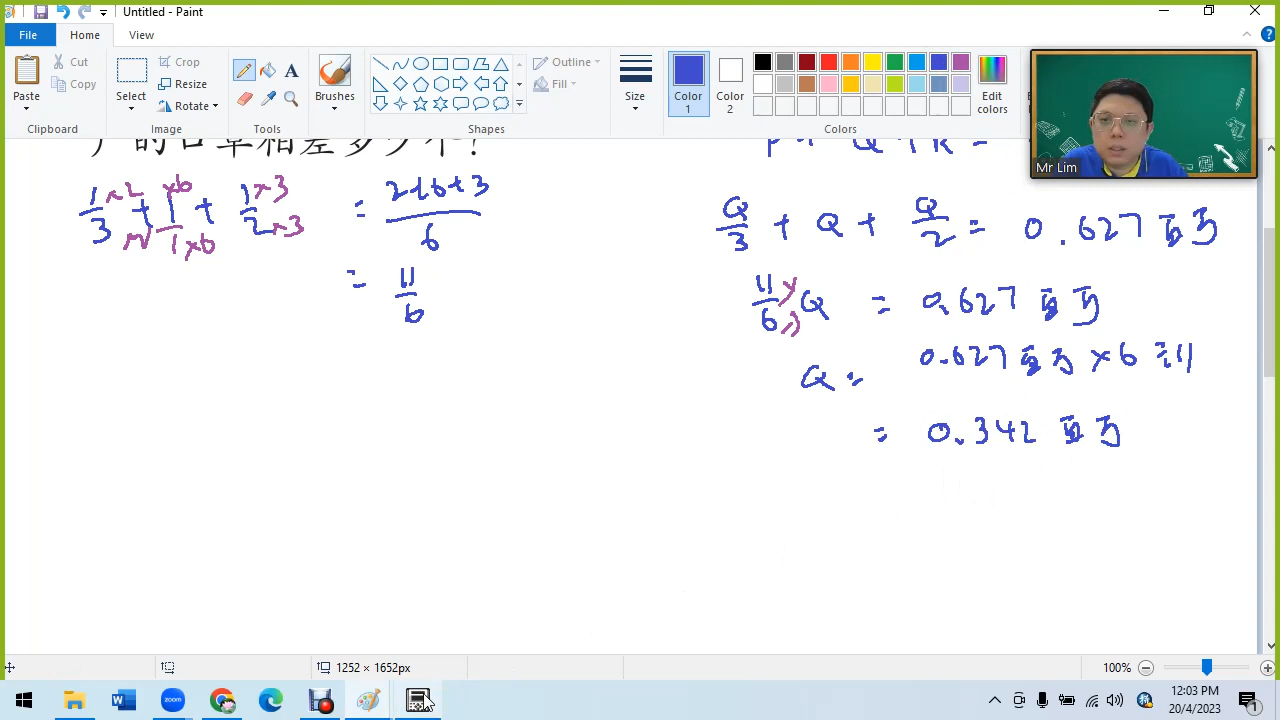 Untitled - Paint
File Home View
Cut
Copy
Paste
Clipboard
Select
Crop
Resize
Rotate
Image
Tools
Brushes
Shapes
Outline
Fill
Size
Color 1
Color 2
Edit colors
Colors
Mr Lim
厂的口罩相差多少个?
P + Q + R =
1/3 ×2 + 1/1 ×6 ×6 + 1/2 ×3 ×3 = 2+6+3/6
= 11/6
Q/3 + Q + Q/2 = 0.627 百万
11/6 Q = 0.627 百万
Q = 0.627 百万 × 6 ÷ 11
= 0.342 百万
1252 × 1652px
100%
12:03 PM
20/4/2023
zoom